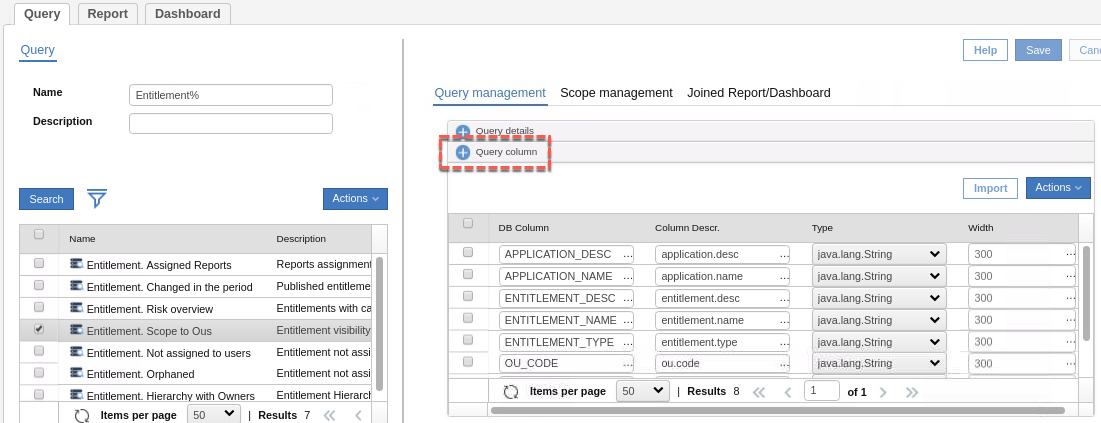 Query Report Dashboard
Query
Help Save Canc
Name Entitlement%
Description
Query management Scope management Joined Report/Dashboard
Query details
Query column
Search Actions
Import Actions
Name Description
Entitlement. Assigned Reports Reports assignment
Entitlement. Changed in the period Published entitleme
Entitlement. Risk overview Entitlements with ca
Entitlement. Scope to Ous Entitlement visibility
Entitlement. Not assigned to users Entitlement not assi
Entitlement. Orphaned Entitlement not assi
Entitlement. Hierarchy with Owners Entitlement Hierarch
Items per page 50 | Results 7
DB Column Column Descr. Type Width
APPLICATION_DESC ... application.desc ... java.lang.String 300 ...
APPLICATION_NAME ... application.name ... java.lang.String 300 ...
ENTITLEMENT_DESC ... entitlement.desc ... java.lang.String 300 ...
ENTITLEMENT_NAME ... entitlement.name ... java.lang.String 300 ...
ENTITLEMENT_TYPE ... entitlement.type ... java.lang.String 300 ...
OU_CODE ... ou.code ... java.lang.String 300 ...
Items per page 50 | Results 8 1 of 1